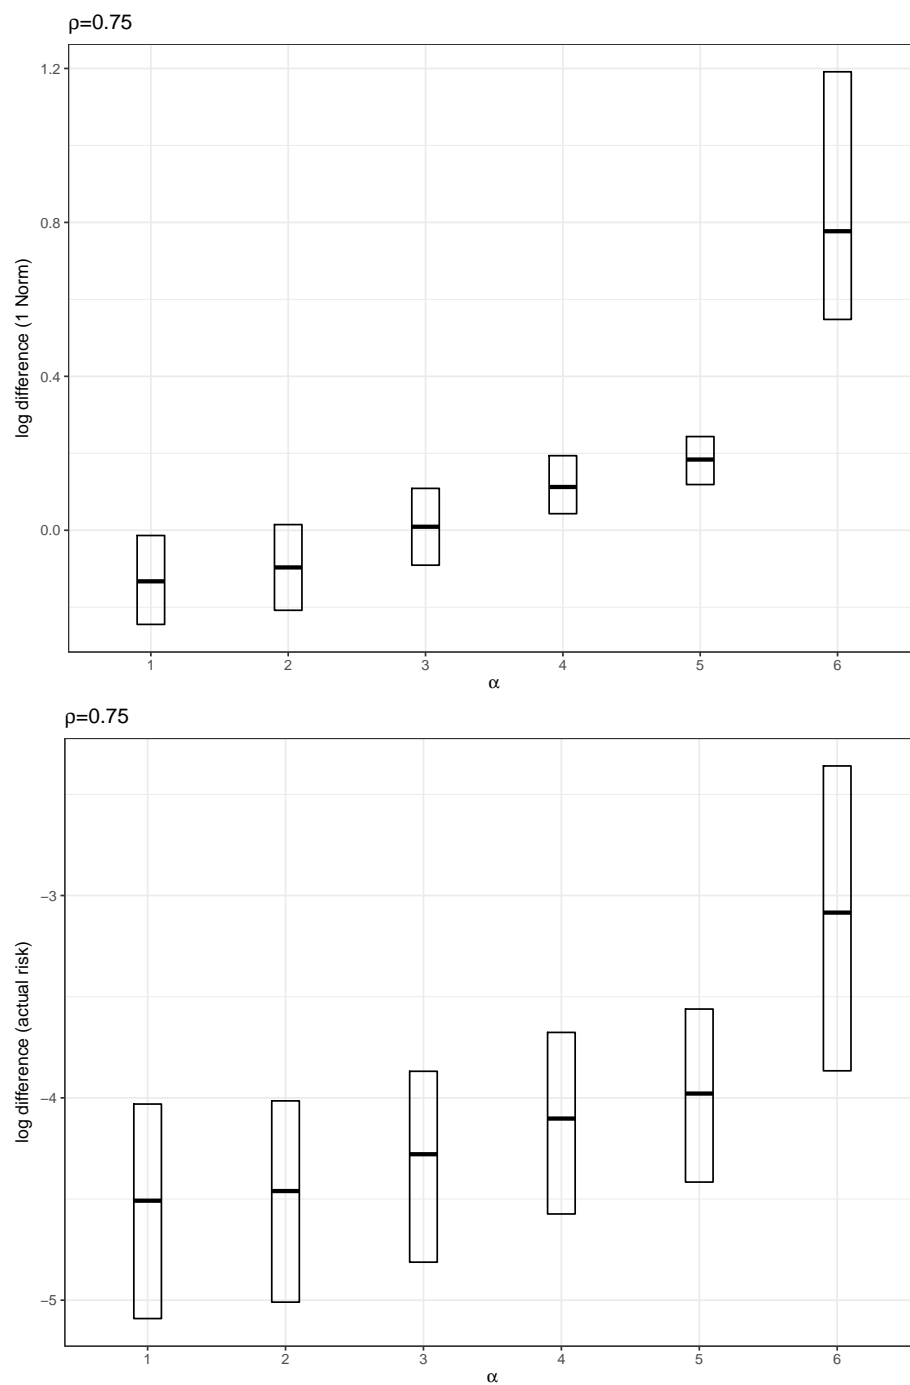 ρ=0.75
1.2
0.8
0.4
0.0
log difference (1 Norm)
1 2 3 4 5 6
α
ρ=0.75
−3
−4
−5
log difference (actual risk)
1 2 3 4 5 6
α